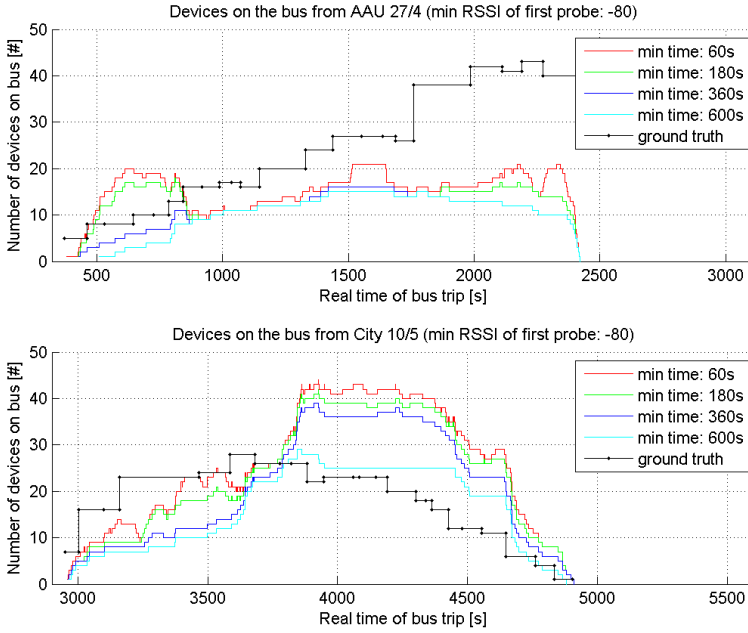 Devices on the bus from AAU 27/4 (min RSSI of first probe: -80)
Number of devices on bus [#]
50
40
30
20
10
0
min time: 60s
min time: 180s
min time: 360s
min time: 600s
ground truth
500 1000 1500 2000 2500 3000
Real time of bus trip [s]
Devices on the bus from City 10/5 (min RSSI of first probe: -80)
Number of devices on bus [#]
50
40
30
20
10
0
min time: 60s
min time: 180s
min time: 360s
min time: 600s
ground truth
3000 3500 4000 4500 5000 5500
Real time of bus trip [s]